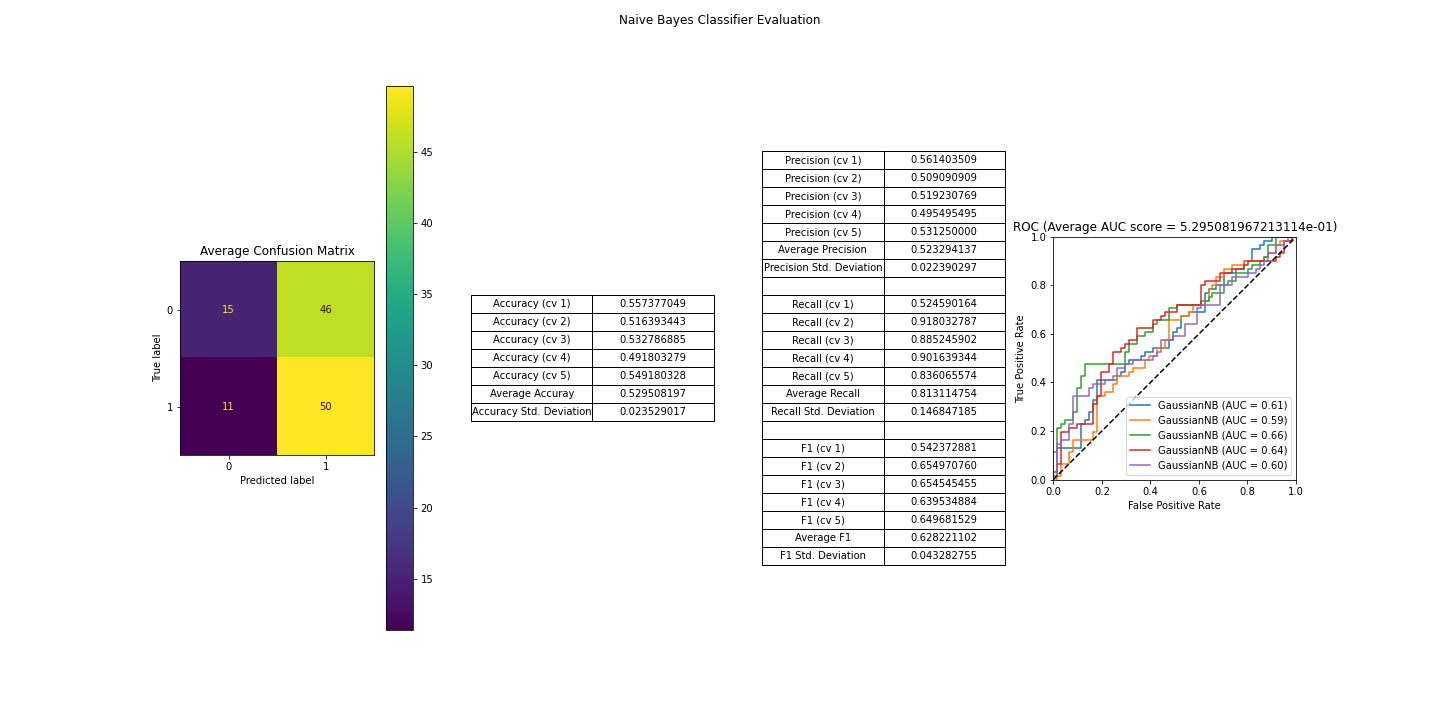 Naive Bayes Classifier Evaluation
Average Confusion Matrix
True label
0
1
15 46
11 50
0 1
Predicted label
45
40
35
30
25
20
15
Accuracy (cv 1) 0.557377049
Accuracy (cv 2) 0.516393443
Accuracy (cv 3) 0.532786885
Accuracy (cv 4) 0.491803279
Accuracy (cv 5) 0.549180328
Average Accuray 0.529508197
Accuracy Std. Deviation 0.023529017
Precision (cv 1) 0.561403509
Precision (cv 2) 0.509090909
Precision (cv 3) 0.519230769
Precision (cv 4) 0.495495495
Precision (cv 5) 0.531250000
Average Precision 0.523294137
Precision Std. Deviation 0.022390297
Recall (cv 1) 0.524590164
Recall (cv 2) 0.918032787
Recall (cv 3) 0.885245902
Recall (cv 4) 0.901639344
Recall (cv 5) 0.836065574
Average Recall 0.813114754
Recall Std. Deviation 0.146847185
F1 (cv 1) 0.542372881
F1 (cv 2) 0.654970760
F1 (cv 3) 0.654545455
F1 (cv 4) 0.639534884
F1 (cv 5) 0.649681529
Average F1 0.628221102
F1 Std. Deviation 0.043282755
ROC (Average AUC score = 5.295081967213114e-01)
True Positive Rate
1.0
0.8
0.6
0.4
0.2
0.0
GaussianNB (AUC = 0.61)
GaussianNB (AUC = 0.59)
GaussianNB (AUC = 0.66)
GaussianNB (AUC = 0.64)
GaussianNB (AUC = 0.60)
0.0 0.2 0.4 0.6 0.8 1.0
False Positive Rate